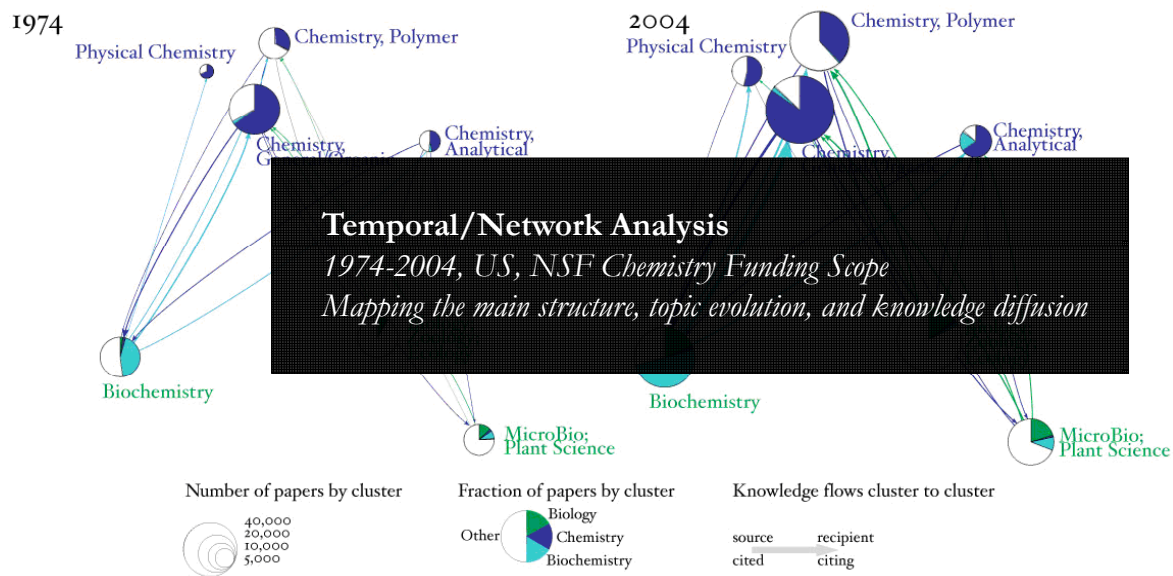 1974
2004
Physical Chemistry
Chemistry, Polymer
Physical Chemistry
Chemistry, Polymer
Chemistry,
Chemistry,
Analytical
Chemistry,
Chemistry,
Analytical
Temporal/Network Analysis
1974-2004, US, NSF Chemistry Funding Scope
Mapping the main structure, topic evolution, and knowledge diffusion
Biochemistry
Biochemistry
MicroBio;
Plant Science
MicroBio;
Plant Science
Number of papers by cluster
40,000
20,000
10,000
5,000
Fraction of papers by cluster
Other
Biology
Chemistry
Biochemistry
Knowledge flows cluster to cluster
source recipient
cited citing